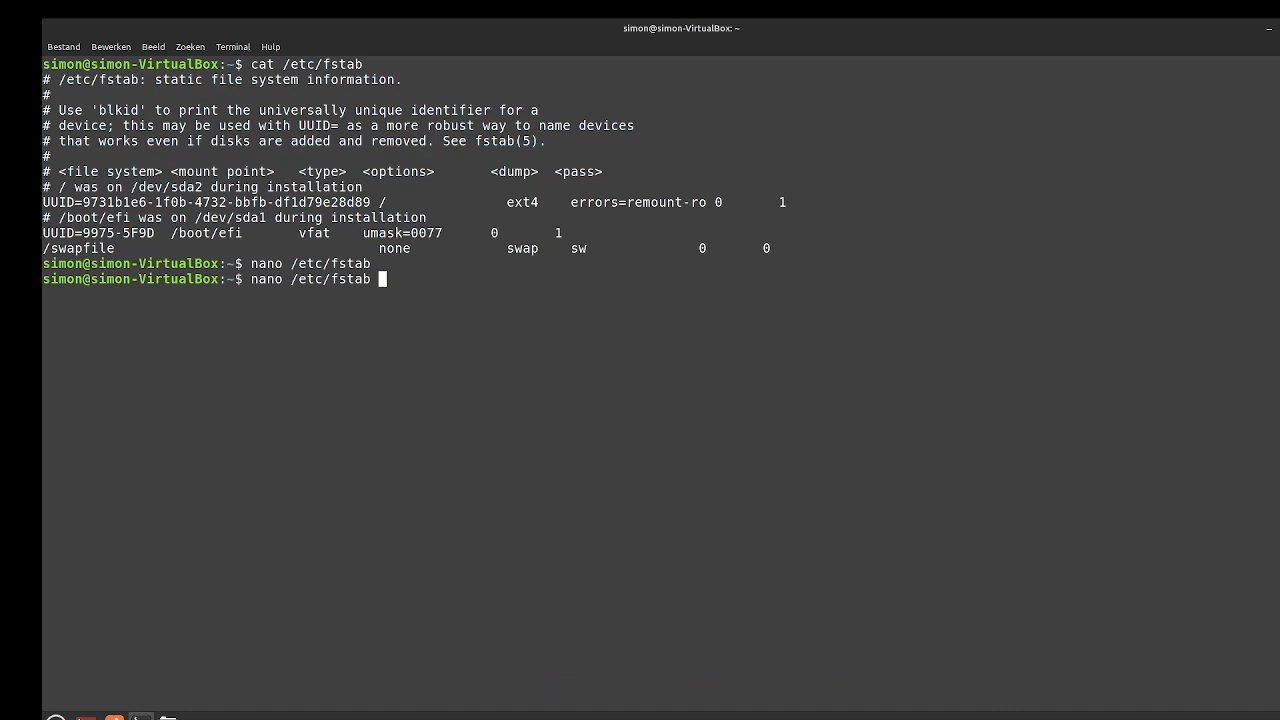 simon@simon-VirtualBox: ~
Bestand Bewerken Beeld Zoeken Terminal Hulp
simon@simon-VirtualBox:~$ cat /etc/fstab
# /etc/fstab: static file system information.
#
# Use 'blkid' to print the universally unique identifier for a
# device; this may be used with UUID= as a more robust way to name devices
# that works even if disks are added and removed. See fstab(5).
#
# <file system> <mount point>   <type>  <options>       <dump>  <pass>
# / was on /dev/sda2 during installation
UUID=9731b1e6-1f0b-4732-bbfb-df1d79e28d89 /               ext4    errors=remount-ro 0       1
# /boot/efi was on /dev/sda1 during installation
UUID=9975-5F9D  /boot/efi       vfat    umask=0077      0       1
/swapfile                                 none            swap    sw              0       0
simon@simon-VirtualBox:~$ nano /etc/fstab
simon@simon-VirtualBox:~$ nano /etc/fstab